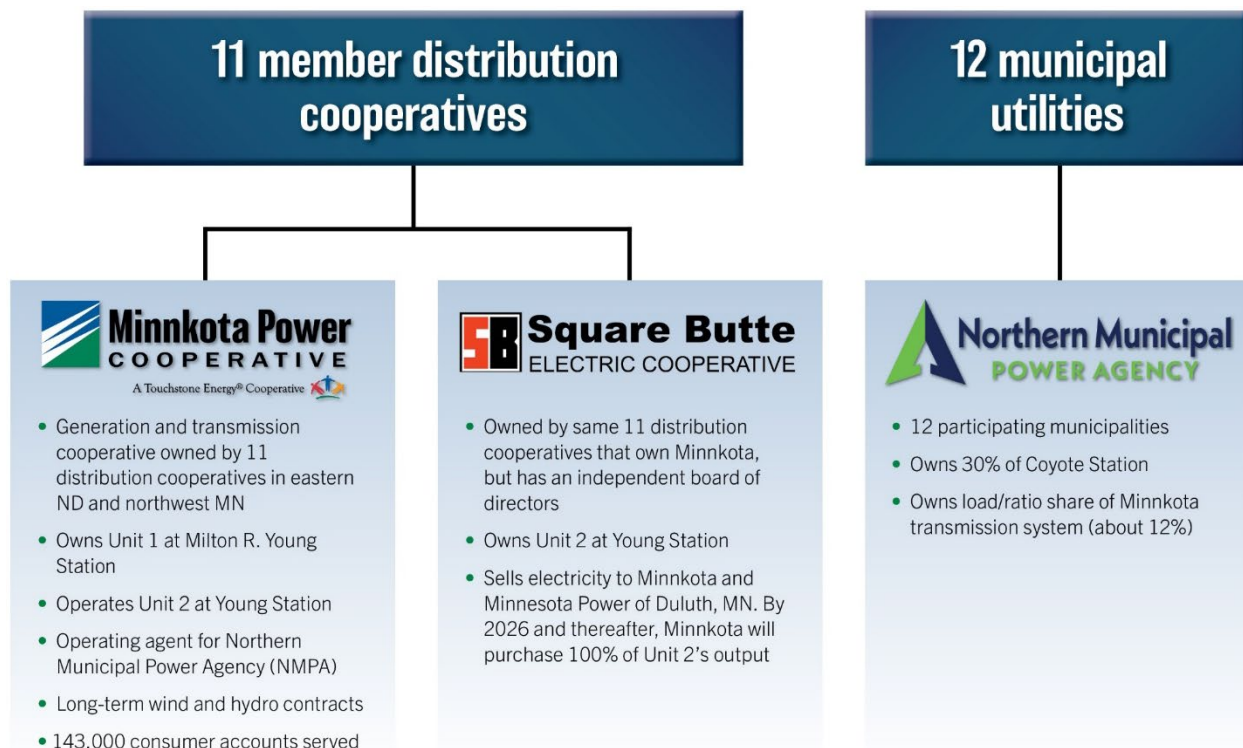 11 member distribution
cooperatives
12 municipal
utilities
Minnkota Power
COOPERATIVE
A Touchstone Energy® Cooperative
• Generation and transmission
cooperative owned by 11
distribution cooperatives in eastern
ND and northwest MN
• Owns Unit 1 at Milton R. Young
Station
• Operates Unit 2 at Young Station
• Operating agent for Northern
Municipal Power Agency (NMPA)
• Long-term wind and hydro contracts
• 143,000 consumer accounts served
SB Square Butte
ELECTRIC COOPERATIVE
• Owned by same 11 distribution
cooperatives that own Minnkota,
but has an independent board of
directors
• Owns Unit 2 at Young Station
• Sells electricity to Minnkota and
Minnesota Power of Duluth, MN. By
2026 and thereafter, Minnkota will
purchase 100% of Unit 2's output
Northern Municipal
POWER AGENCY
• 12 participating municipalities
• Owns 30% of Coyote Station
• Owns load/ratio share of Minnkota
transmission system (about 12%)